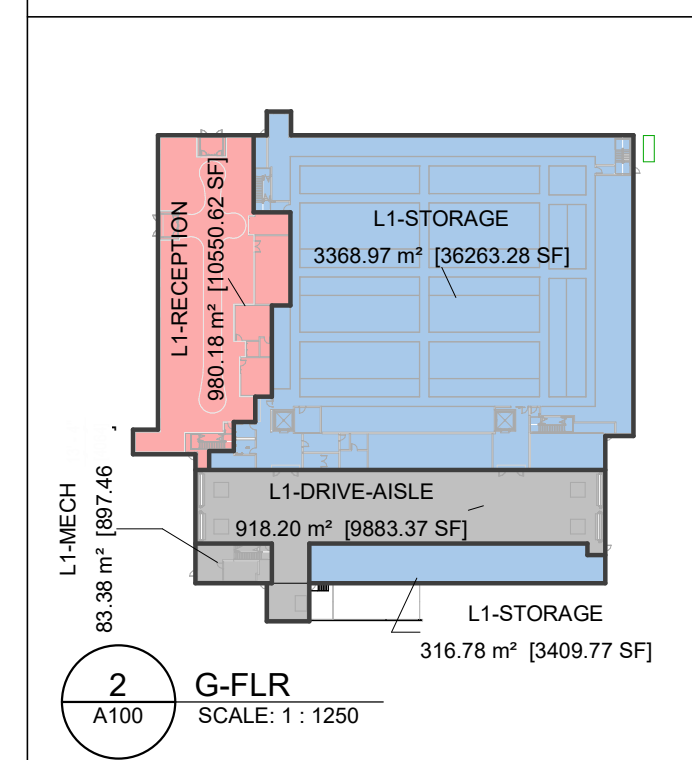 L1-RECEPTION
980.18 m² [10550.62 SF]
L1-STORAGE
3368.97 m² [36263.28 SF]
L1-MECH
83.38 m² [897.46
L1-DRIVE-AISLE
918.20 m² [9883.37 SF]
L1-STORAGE
316.78 m² [3409.77 SF]
2
A100
G-FLR
SCALE: 1 : 1250